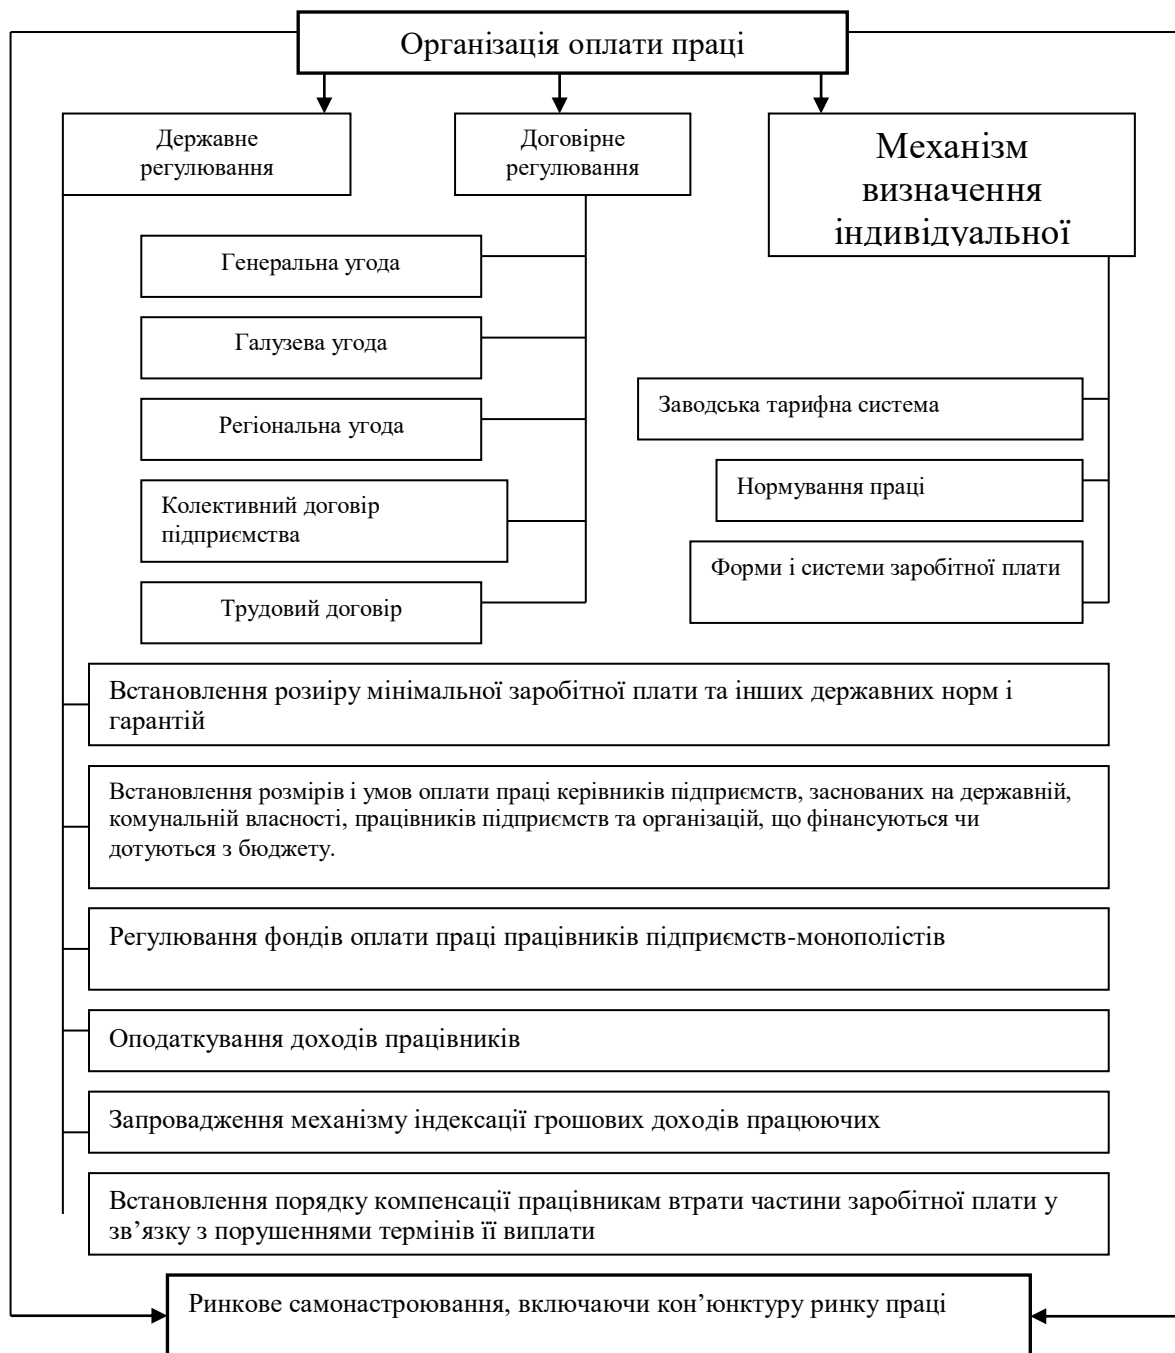 Організація оплати праці
Державне
регулювання
Договірне
регулювання
Механізм
визначення
індивідуальної
Генеральна угода
Галузева угода
Регіональна угода
Колективний договір
підприємства
Трудовий договір
Заводська тарифна система
Нормування праці
Форми і системи заробітної плати
Встановлення розиіру мінімальної заробітної плати та інших державних норм і
гарантій
Встановлення розмірів і умов оплати праці керівників підприємств, заснованих на державній,
комунальній власності, працівників підприємств та організацій, що фінансуються чи
дотуються з бюджету.
Регулювання фондів оплати праці працівників підприємств-монополістів
Оподаткування доходів працівників
Запровадження механізму індексації грошових доходів працюючих
Встановлення порядку компенсації працівникам втрати частини заробітної плати у
зв’язку з порушеннями термінів її виплати
Ринкове самонастроювання, включаючи кон’юнктуру ринку праці